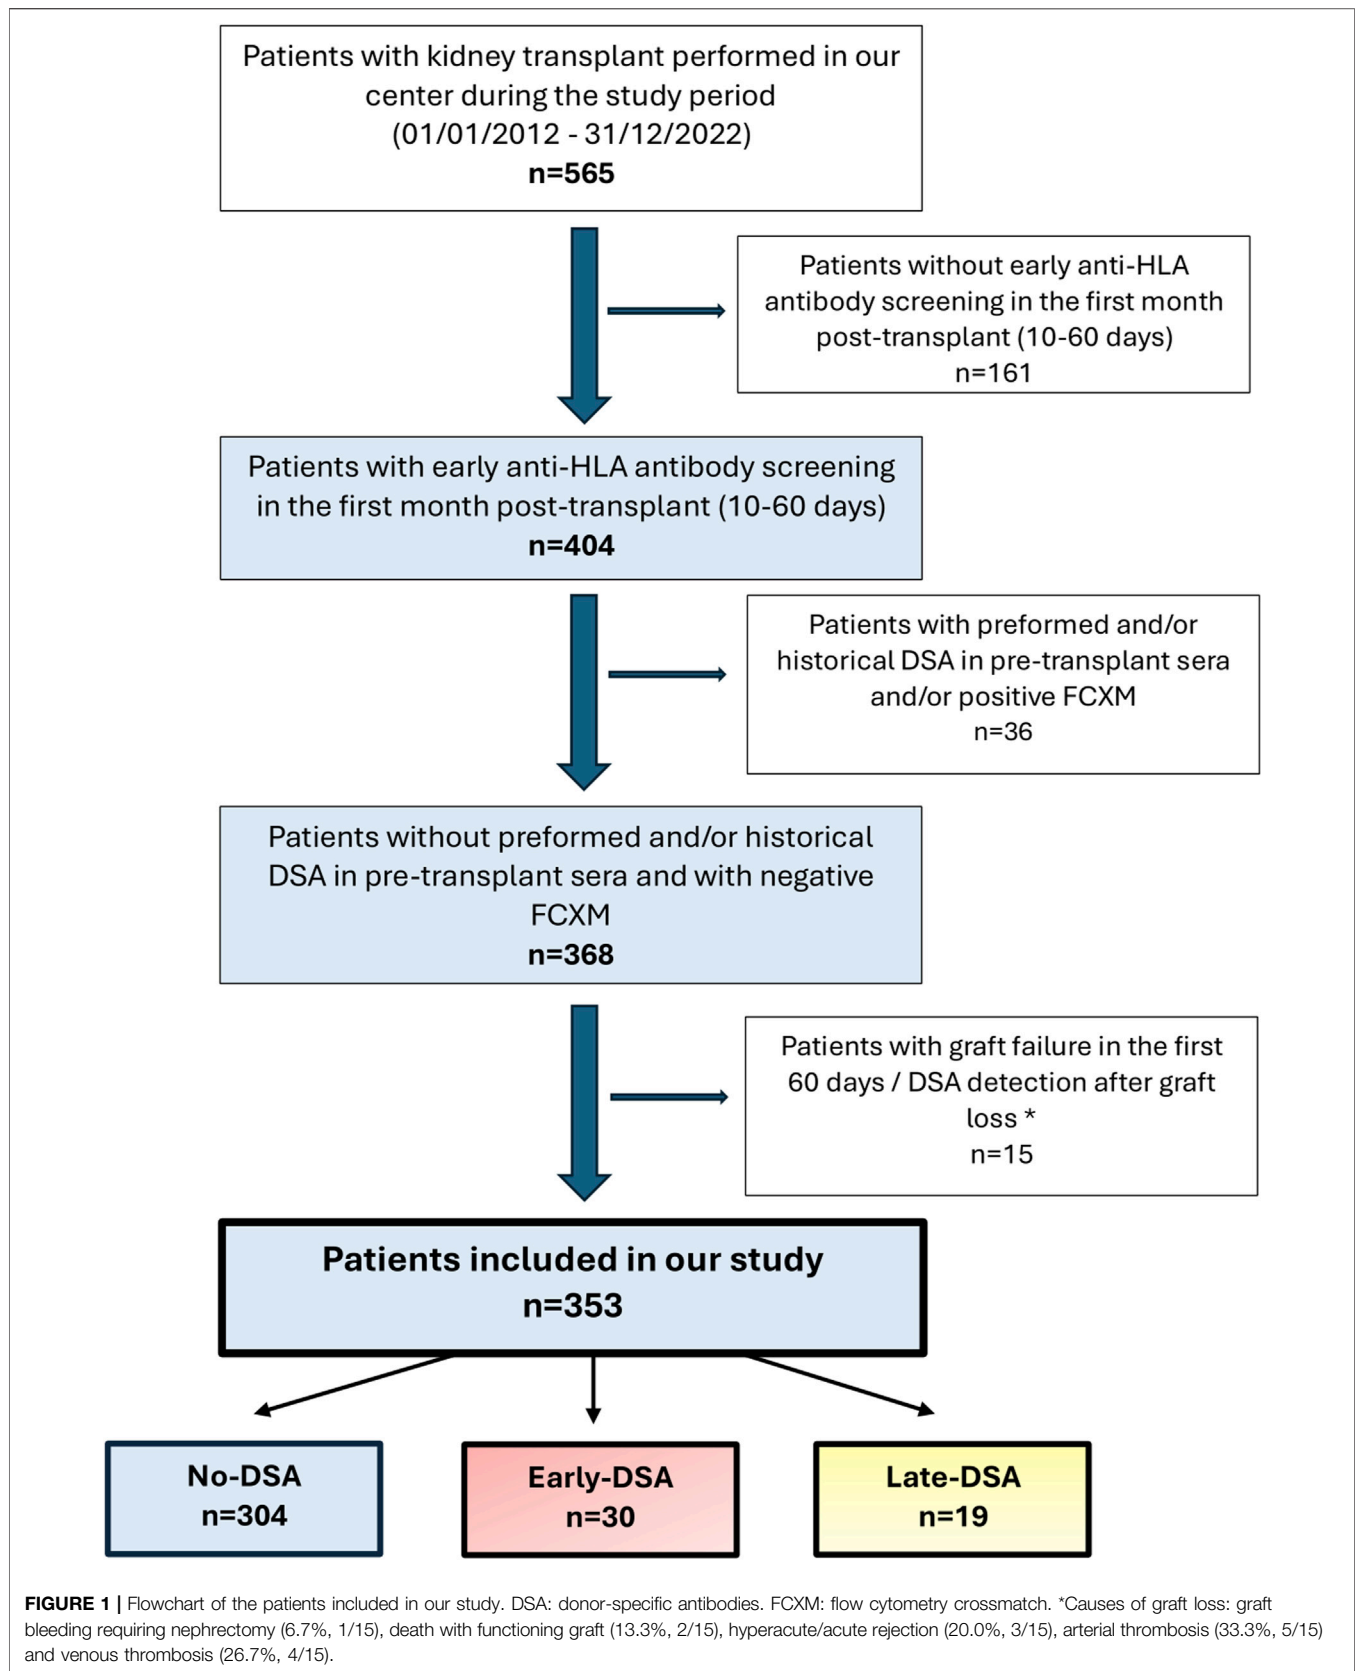 Patients with kidney transplant performed in our
center during the study period
(01/01/2012 - 31/12/2022)
n=565
Patients without early anti-HLA
antibody screening in the first month
post-transplant (10-60 days)
n=161
Patients with early anti-HLA antibody screening
in the first month post-transplant (10-60 days)
n=404
Patients with preformed and/or
historical DSA in pre-transplant sera
and/or positive FCXM
n=36
Patients without preformed and/or historical
DSA in pre-transplant sera and with negative
FCXM
n=368
Patients with graft failure in the first
60 days / DSA detection after graft
loss *
n=15
Patients included in our study
n=353
No-DSA
n=304
Early-DSA
n=30
Late-DSA
n=19
FIGURE 1 | Flowchart of the patients included in our study. DSA: donor-specific antibodies. FCXM: flow cytometry crossmatch. *Causes of graft loss: graft
bleeding requiring nephrectomy (6.7%, 1/15), death with functioning graft (13.3%, 2/15), hyperacute/acute rejection (20.0%, 3/15), arterial thrombosis (33.3%, 5/15)
and venous thrombosis (26.7%, 4/15).